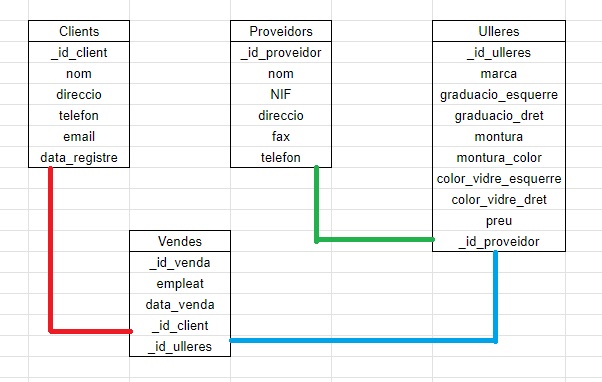 Clients
_id_client
nom
direccio
telefon
email
data_registre
Proveidors
_id_proveidor
nom
NIF
direccio
fax
telefon
Ulleres
_id_ulleres
marca
graduacio_esquerre
graduacio_dret
montura
montura_color
color_vidre_esquerre
color_vidre_dret
preu
_id_proveidor
Vendes
_id_venda
empleat
data_venda
_id_client
_id_ulleres